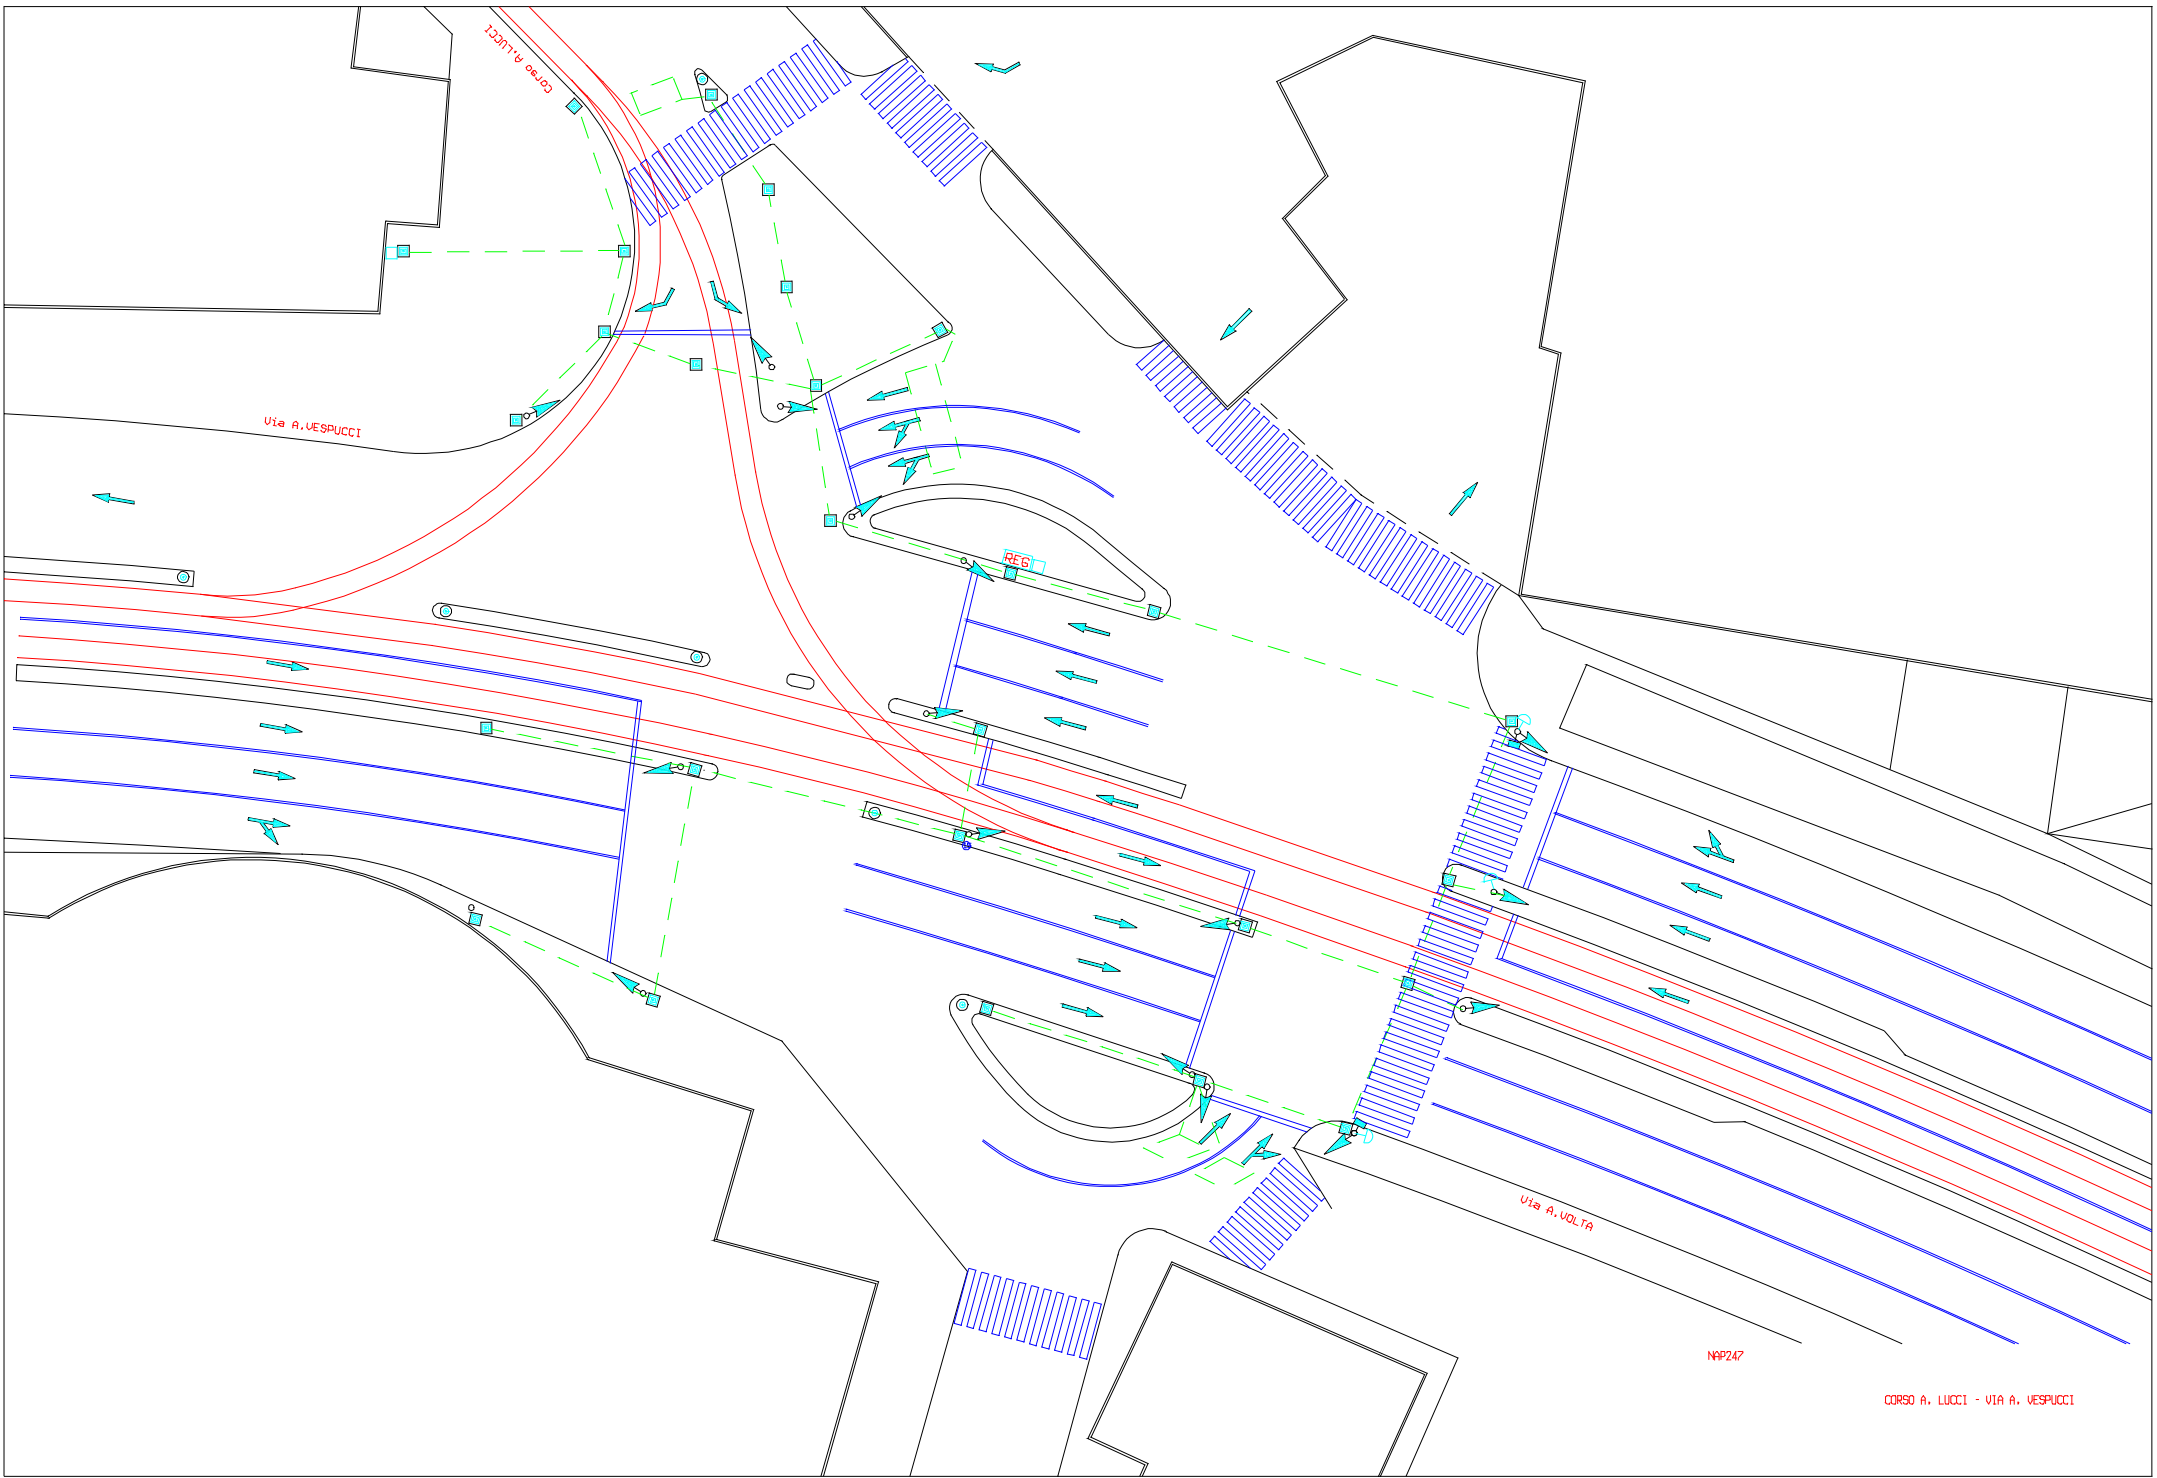 Corso A.LUCCI
Via A.VESPUCCI
REG
Via A.VOLTA
NAP247
CORSO A. LUCCI - VIA A. VESPUCCI